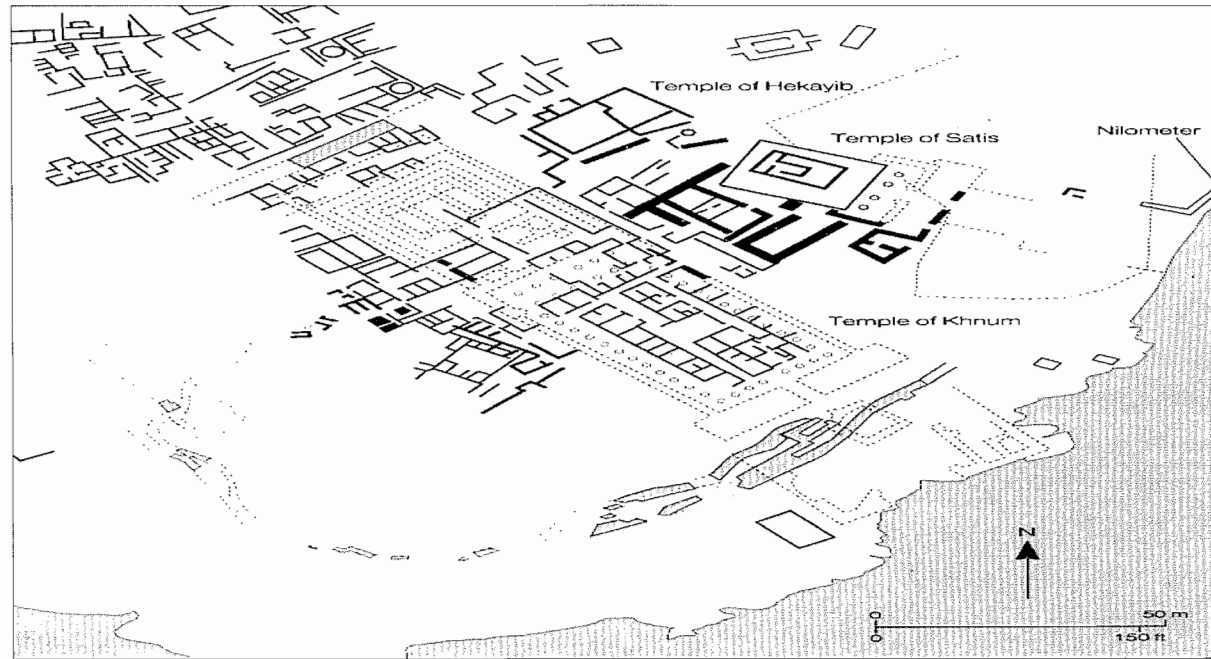 Temple of Hekayib
Temple of Satis
Nilometer
Temple of Khnum
N
0 50 m
0 150 ft